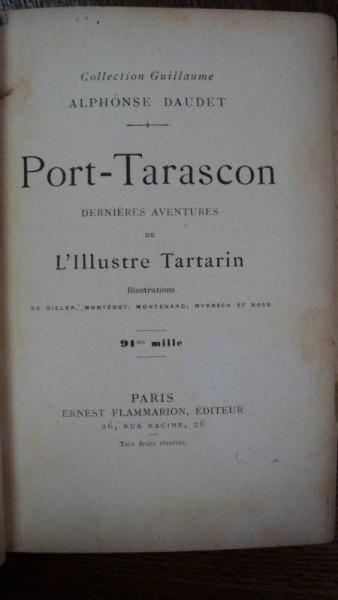 Collection Guillaume
ALPHONSE DAUDET
Port-Tarascon
DERNIÈRES AVENTURES
DE
L'Illustre Tartarin
Illustrations
DE BIELER, MONTÉGUT, MONTENARD, MYRBACH ET ROSS
91me mille
PARIS
ERNEST FLAMMARION, ÉDITEUR
26, RUE RACINE, 26
Tous droits réservés.